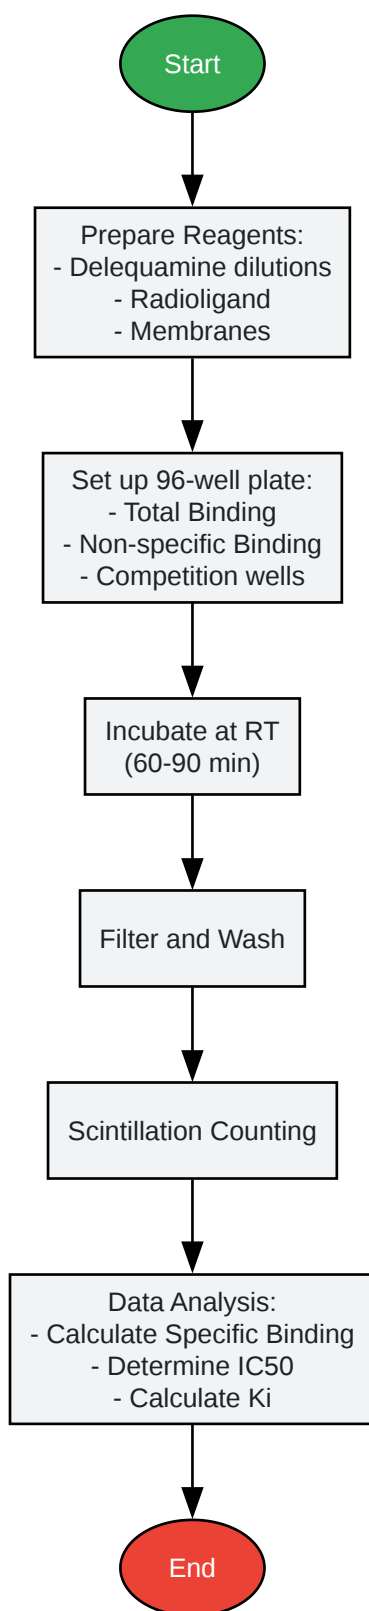 Start
Prepare Reagents:
- Delequamine dilutions
- Radioligand
- Membranes
Set up 96-well plate:
- Total Binding
- Non-specific Binding
- Competition wells
Incubate at RT
(60-90 min)
Filter and Wash
Scintillation Counting
Data Analysis:
- Calculate Specific Binding
- Determine IC50
- Calculate Ki
End